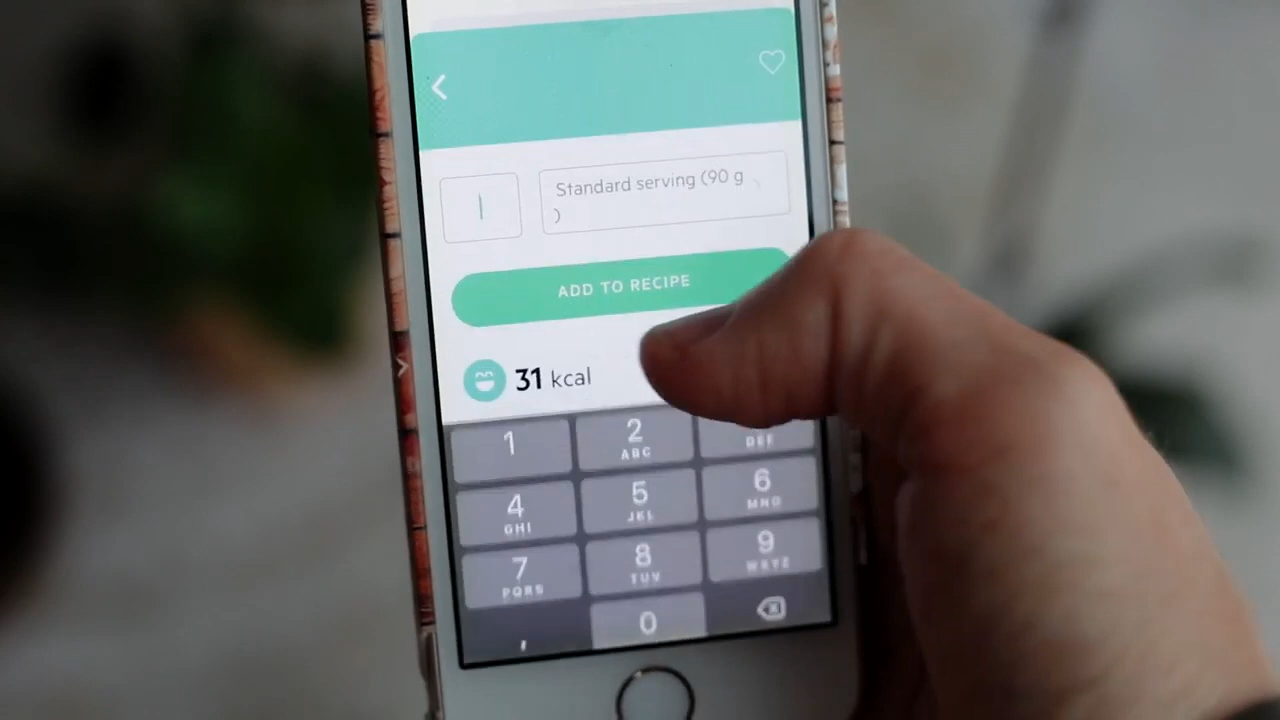 Standard serving (90 g
)
ADD TO RECIPE
31 kcal
1
2
ABC
DEF
4
GHI
5
JKL
6
MNO
7
PQRS
8
TUV
9
WXYZ
,
0